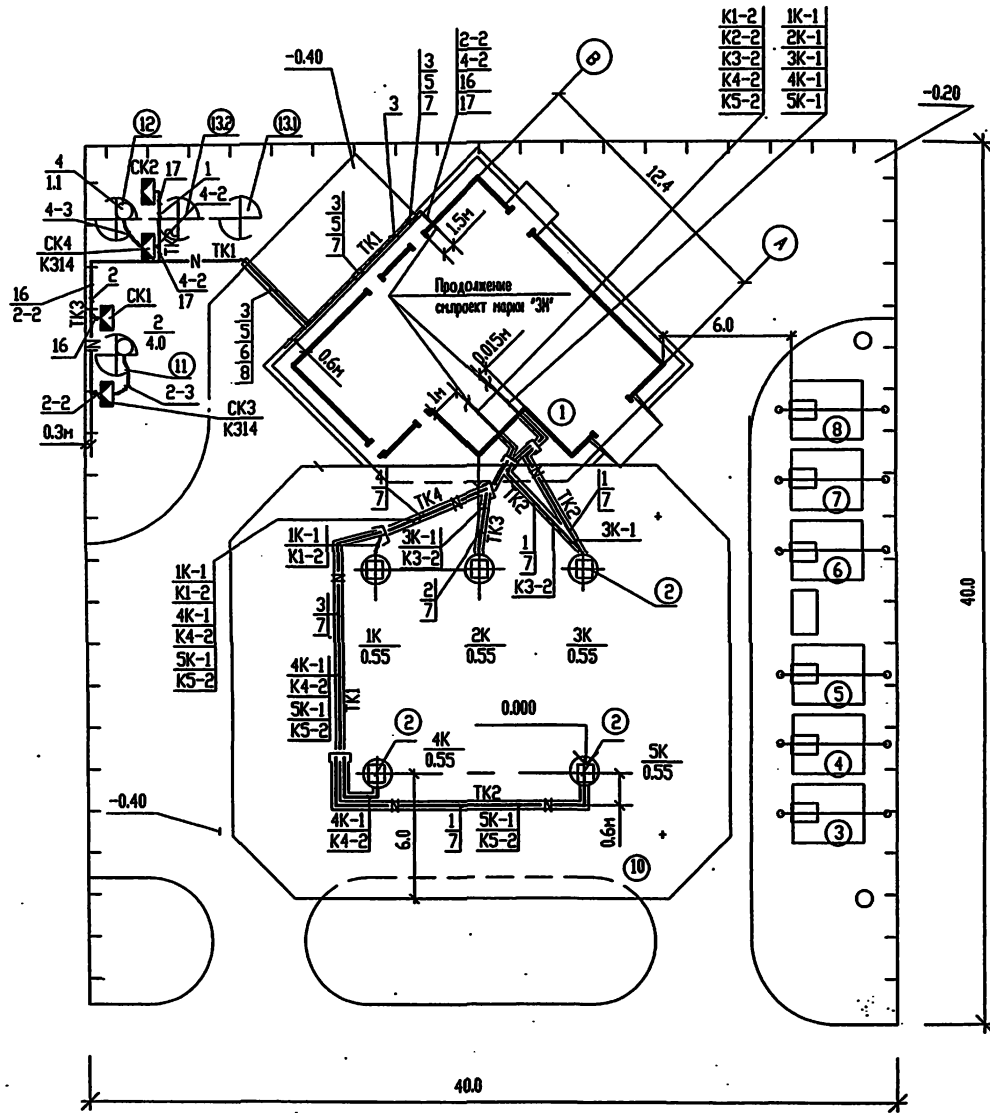 К1-2 1К-1
К2-2 2К-1
К3-2 3К-1
К4-2 4К-1
К5-2 5К-1
-0.40
3
5
7
2-2
4-2
16
17
В
3
-0.20
12
13.2
13.1
4
1.1
СК2
17
1
4-2
4-3
СК4
К314
ТК1
N
4-2
17
3
5
7
ТК1
1.5м
12.4
А
Продолжение
см.проект марки "ЭМ"
16
2-2
2
ТК3
СК1
16
2
4.0
11
3
5
6
8
0.6м
0.015м
6.0
2-2
2-3
СК3
К314
0.3м
1м
1
8
7
6
5
4
3
4
7
ТК4
ТК2
ТК2
1
7
3К-1
1К-1
К1-2
3К-1
К3-2
ТК3
1
7
К3-2
2
7
2
1К-1
К1-2
4К-1
К4-2
5К-1
К5-2
3
7
1К
0.55
2К
0.55
3К
0.55
4К-1
К4-2
5К-1
К5-2
ТК1
2
0.000
2
4К
0.55
5К
0.55
-0.40
ТК2
4К-1
К4-2
1
7
5К-1
К5-2
6.0
0.6м
10
40.0
40.0